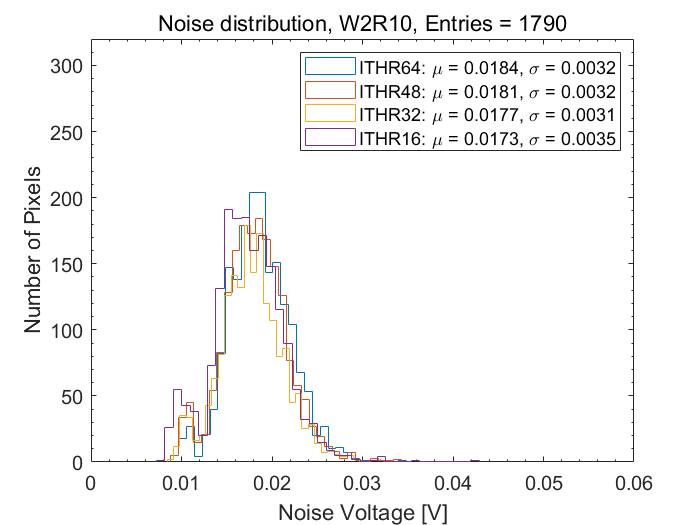 Noise distribution, W2R10, Entries = 1790
300
250
200
150
100
50
0
Number of Pixels
ITHR64: μ = 0.0184, σ = 0.0032
ITHR48: μ = 0.0181, σ = 0.0032
ITHR32: μ = 0.0177, σ = 0.0031
ITHR16: μ = 0.0173, σ = 0.0035
0 0.01 0.02 0.03 0.04 0.05 0.06
Noise Voltage [V]